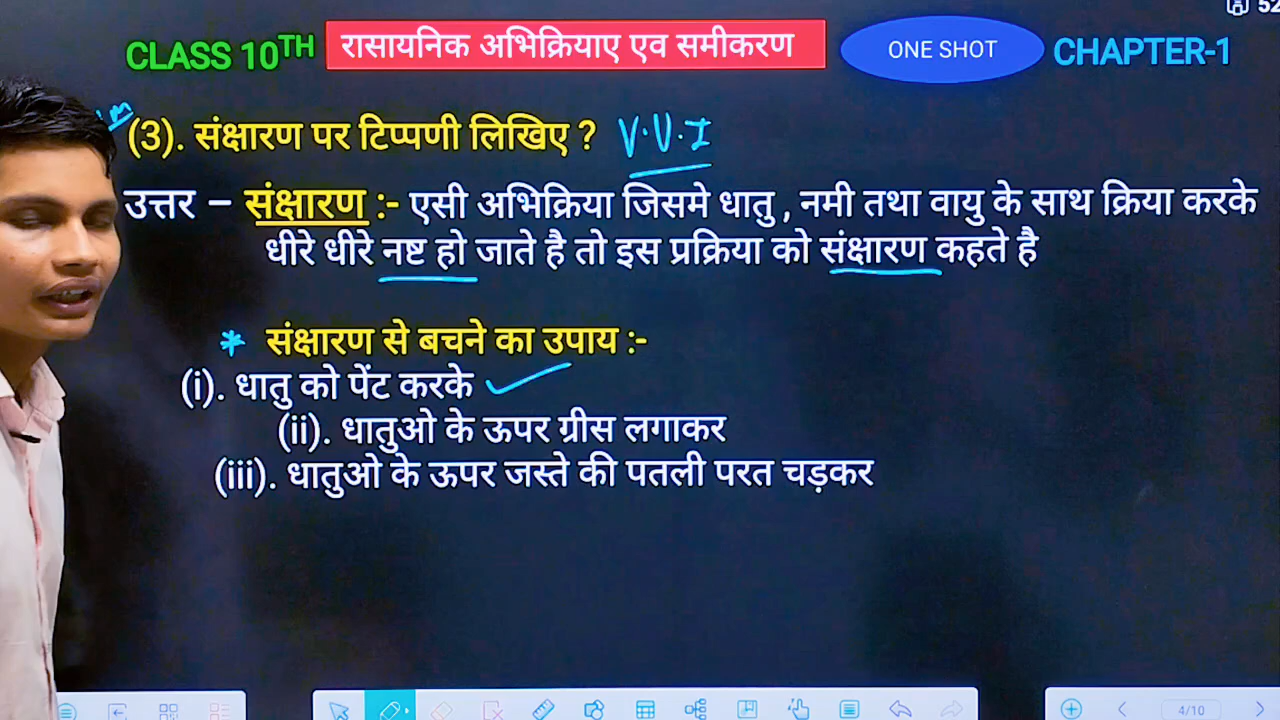 52
CLASS 10TH रासायनिक अभिक्रियाए एव समीकरण ONE SHOT CHAPTER-1
(3). संक्षारण पर टिप्पणी लिखिए ? V.V.I
उत्तर – संक्षारण :- एसी अभिक्रिया जिसमे धातु , नमी तथा वायु के साथ क्रिया करके
धीरे धीरे नष्ट हो जाते है तो इस प्रक्रिया को संक्षारण कहते है
* संक्षारण से बचने का उपाय :-
(i). धातु को पेंट करके
(ii). धातुओ के ऊपर ग्रीस लगाकर
(iii). धातुओ के ऊपर जस्ते की पतली परत चड़कर
4/10